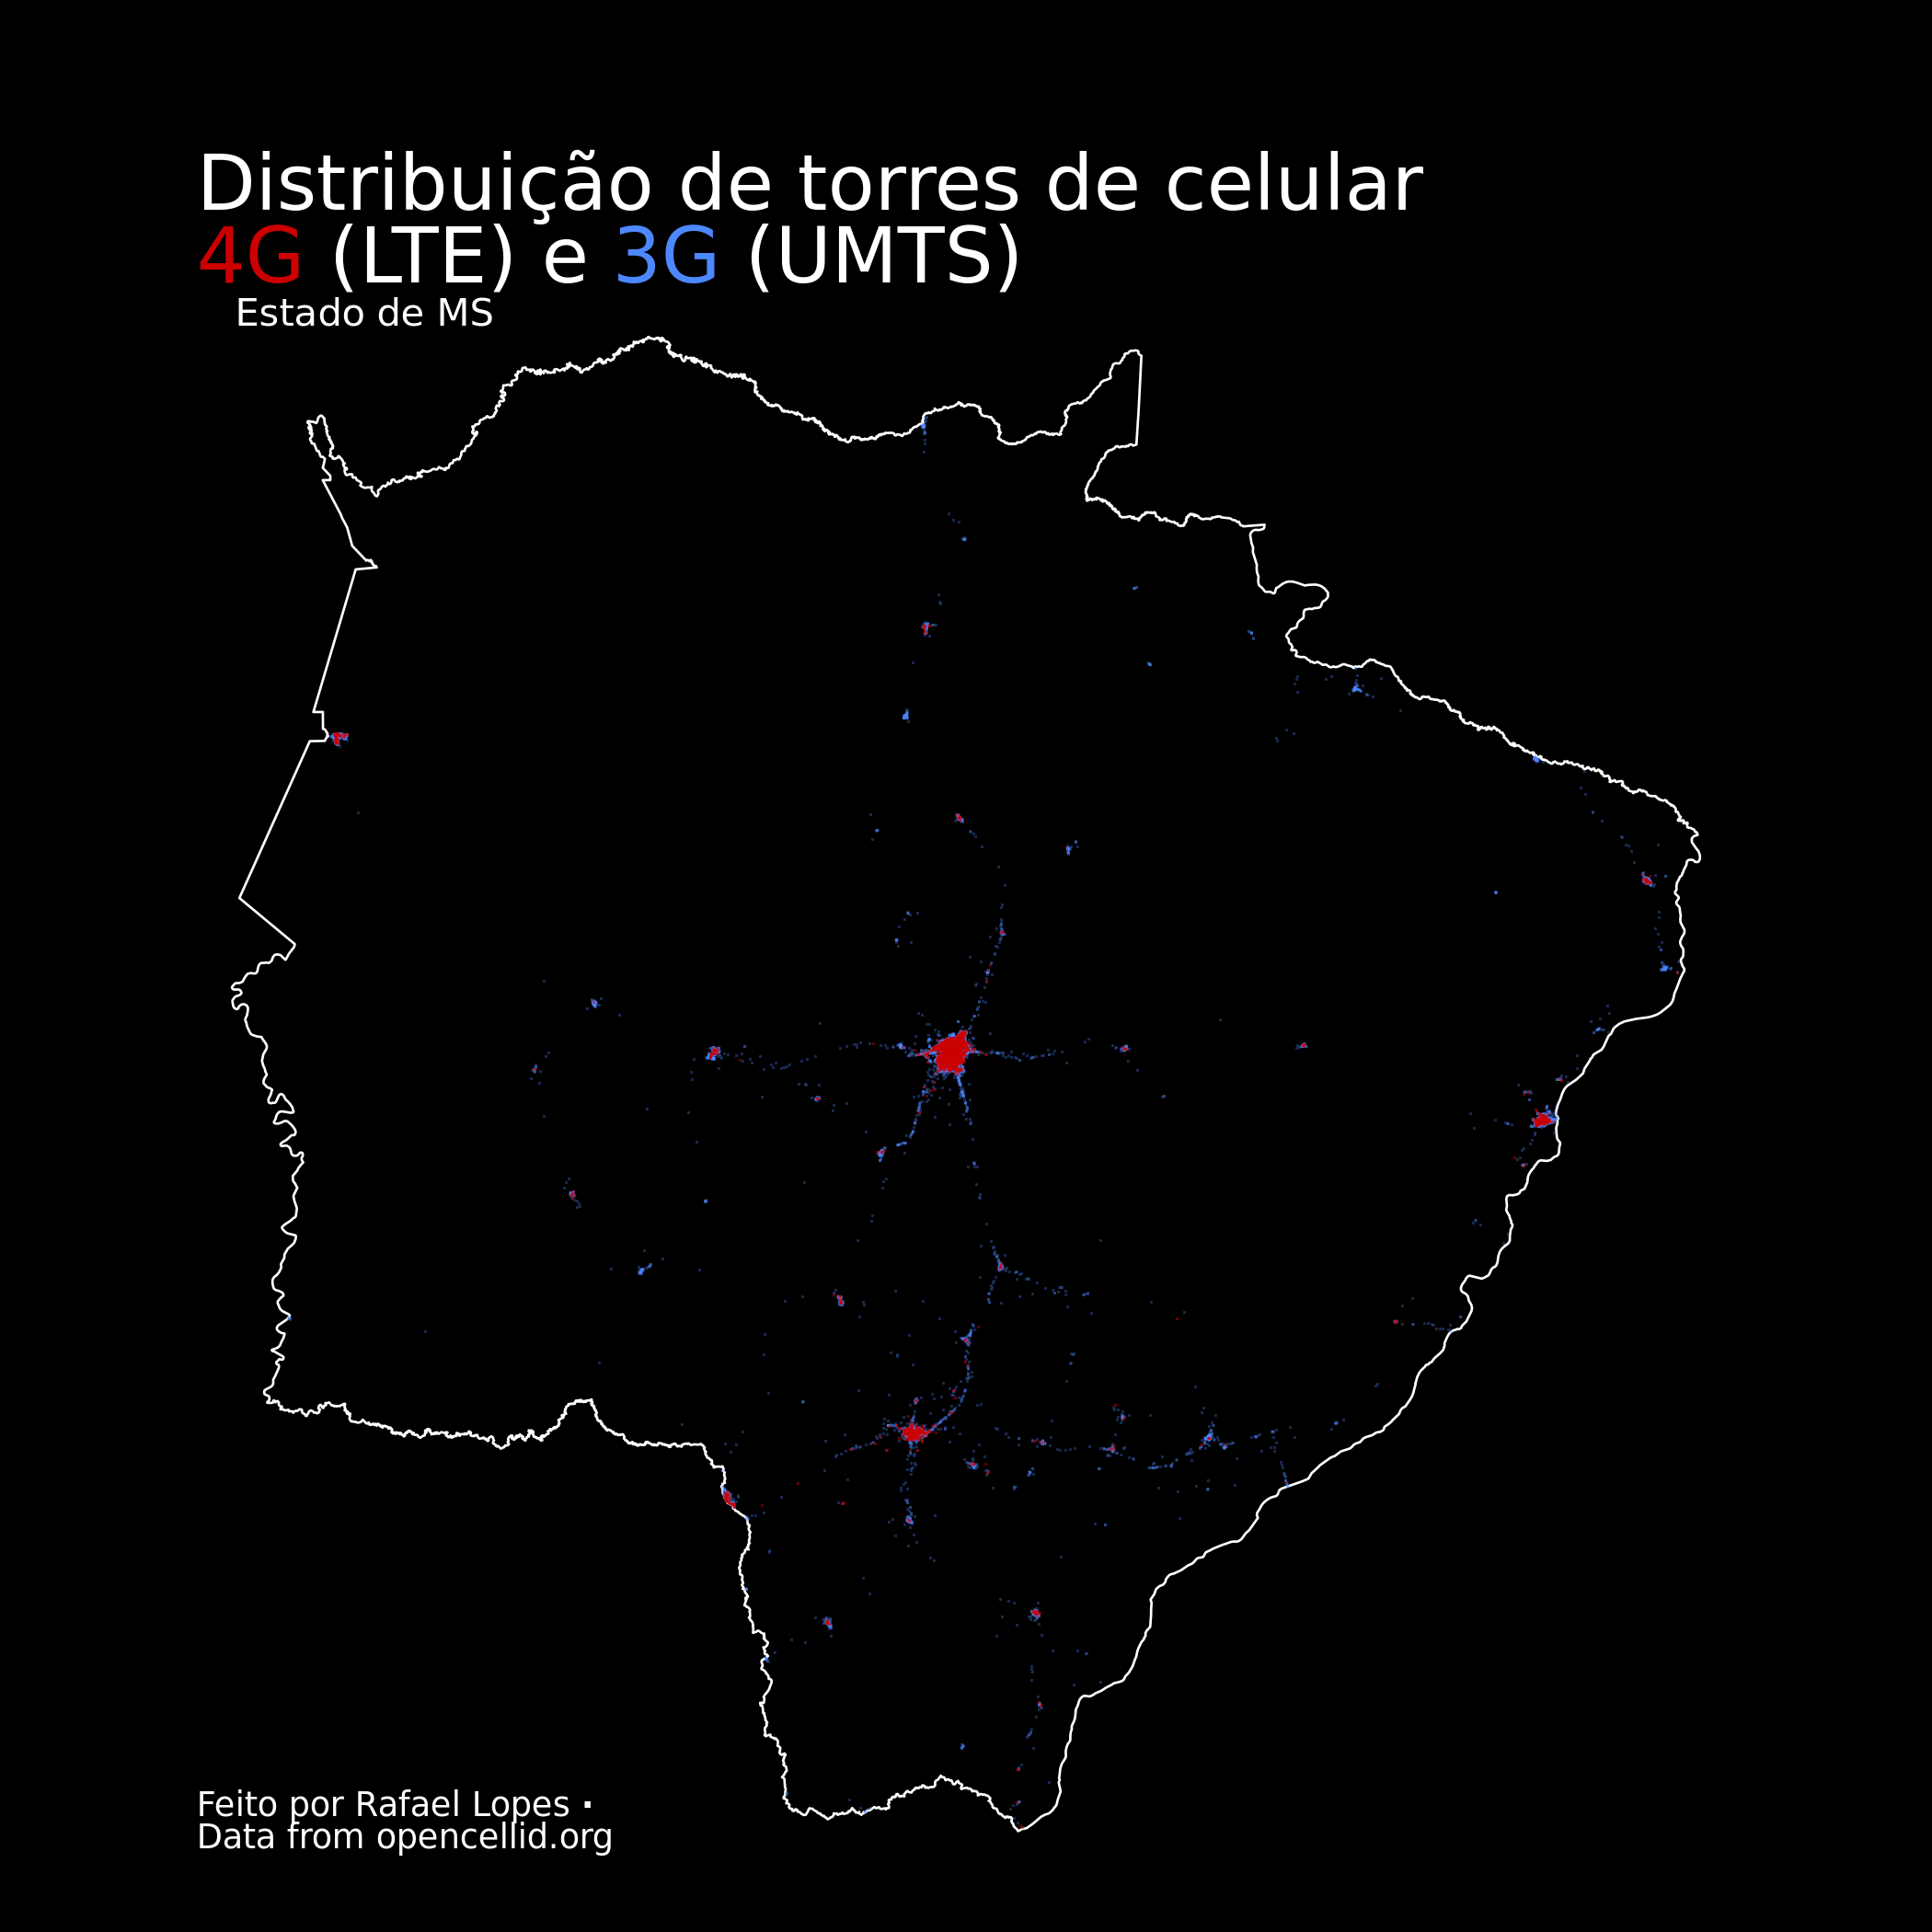 Distribuição de torres de celular
4G (LTE) e 3G (UMTS)
Estado de MS
Feito por Rafael Lopes ·
Data from opencellid.org